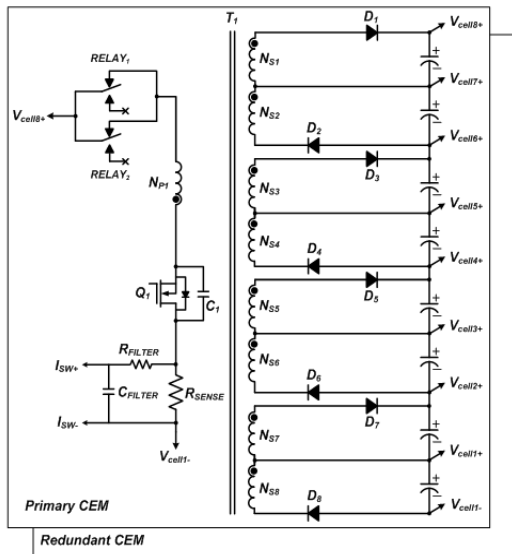 T1
D1
Vcell8+
RELAY1
NS1
Vcell7+
Vcell8+
NS2
D2
Vcell6+
RELAY2
D3
NP1
NS3
Vcell5+
NS4
D4
Vcell4+
Q1
C1
D5
NS5
Vcell3+
RFILTER
ISW+
NS6
D6
Vcell2+
CFILTER
RSENSE
D7
ISW-
NS7
Vcell1+
Vcell1-
NS8
D8
Vcell1-
Primary CEM
Redundant CEM